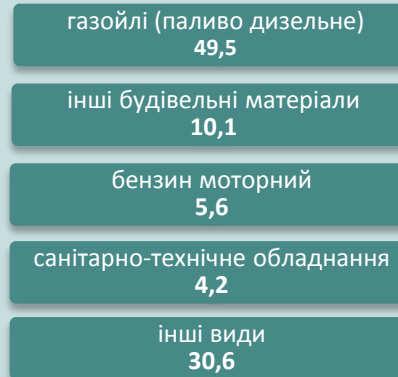 газойлі (паливо дизельне)
49,5
інші будівельні матеріали
10,1
бензин моторний
5,6
санітарно-технічне обладнання
4,2
інші види
30,6